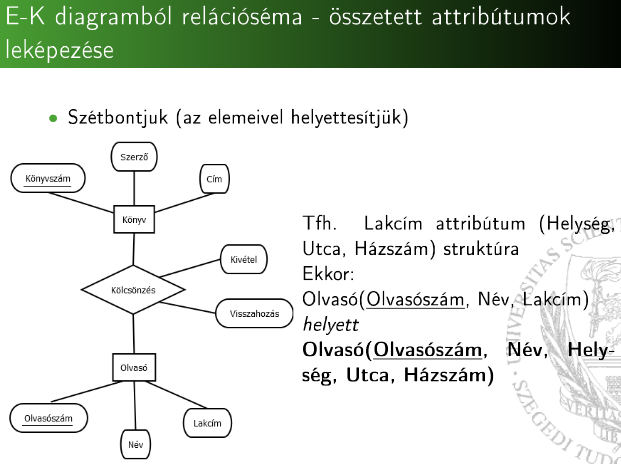 E-K diagramból relációséma - összetett attribútumok
leképezése
• Szétbontjuk (az elemeivel helyettesítjük)
Szerző
Könyvszám
Cím
Könyv
Kivétel
Kölcsönzés
Visszahozás
Olvasó
Olvasószám
Lakcím
Név
Tfh. Lakcím attribútum (Helység,
Utca, Házszám) struktúra
Ekkor:
Olvasó(Olvasószám, Név, Lakcím)
helyett
Olvasó(Olvasószám, Név, Hely-
ség, Utca, Házszám)